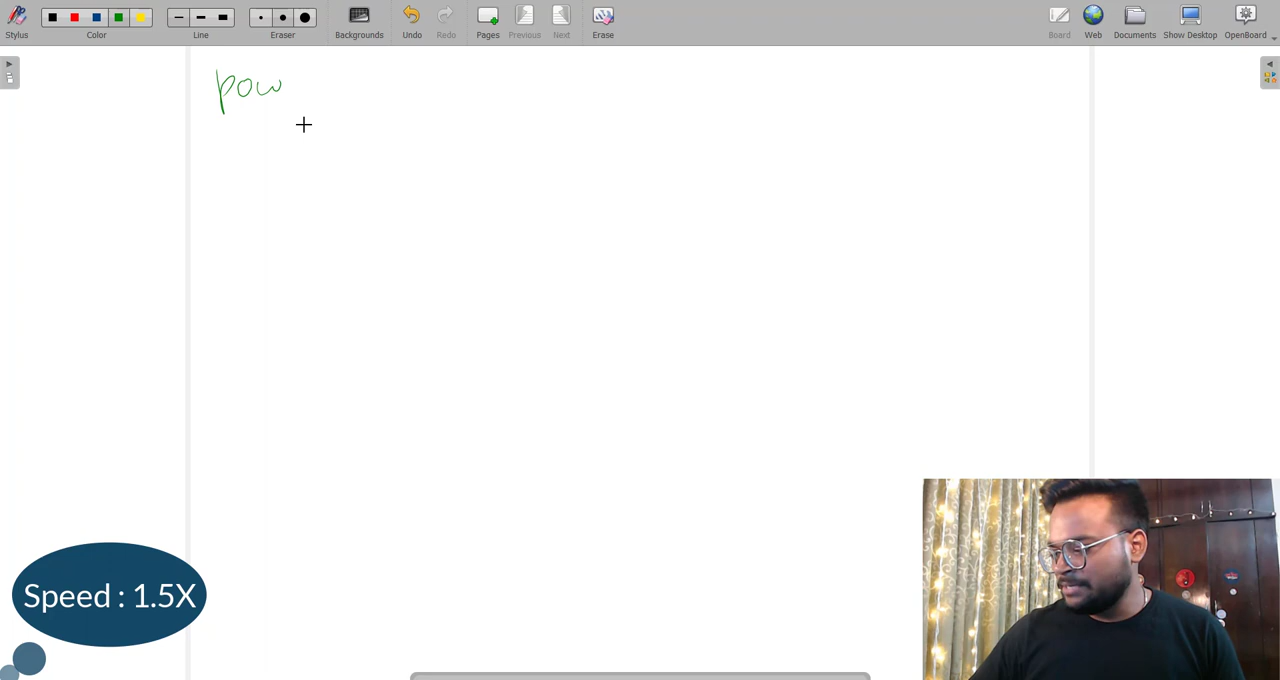 Stylus
Color
Line
Eraser
Backgrounds
Undo
Redo
Pages
Previous
Next
Erase
Board
Web
Documents
Show Desktop
OpenBoard
pow
Speed : 1.5X